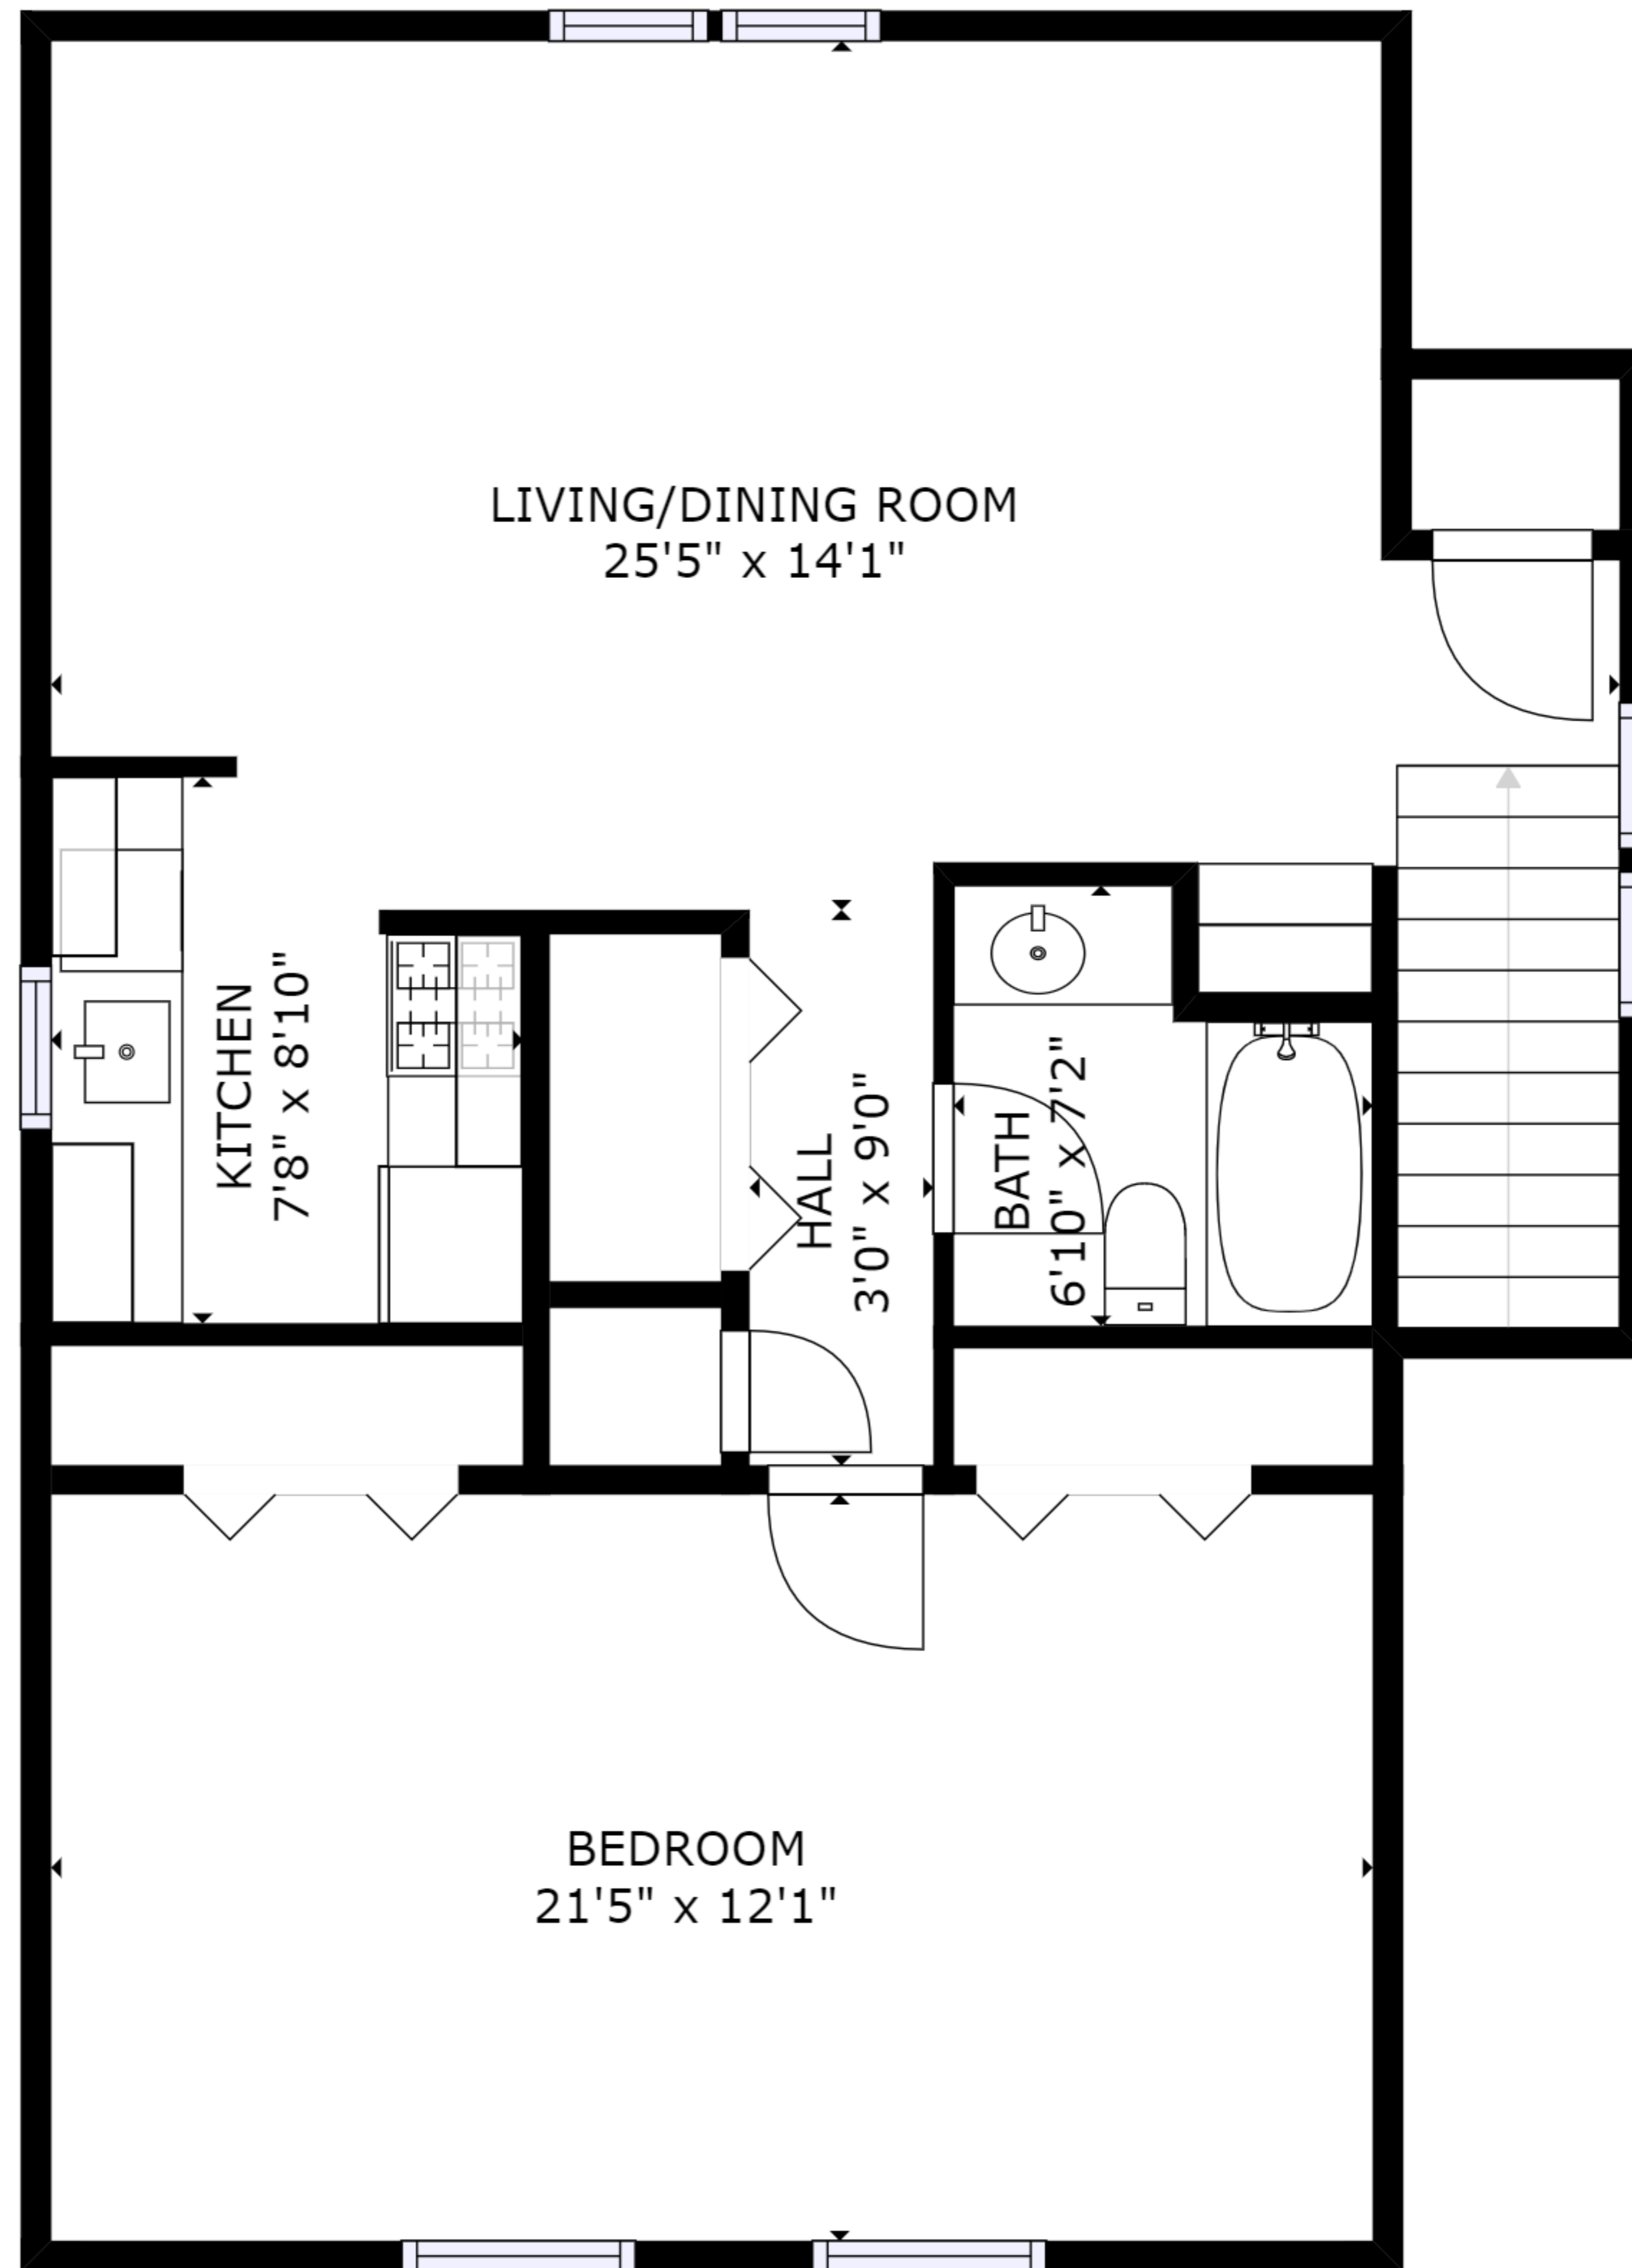 LIVING/DINING ROOM
25'5" x 14'1"
KITCHEN
7'8" x 8'10"
HALL
3'0" x 9'0"
BATH
6'10" x 7'2"
BEDROOM
21'5" x 12'1"